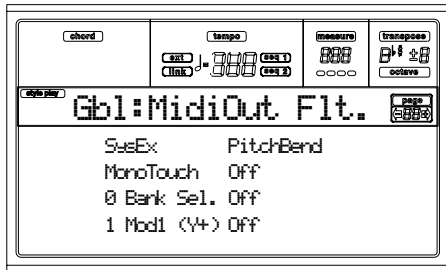 chord
tempo
measure
transpose
ext
link
♩=
seq 1
seq 2
octave
style play
Gbl:MidiOut Flt.
page
SysEx PitchBend
MonoTouch Off
0 Bank Sel. Off
1 Mod1 (Y+) Off